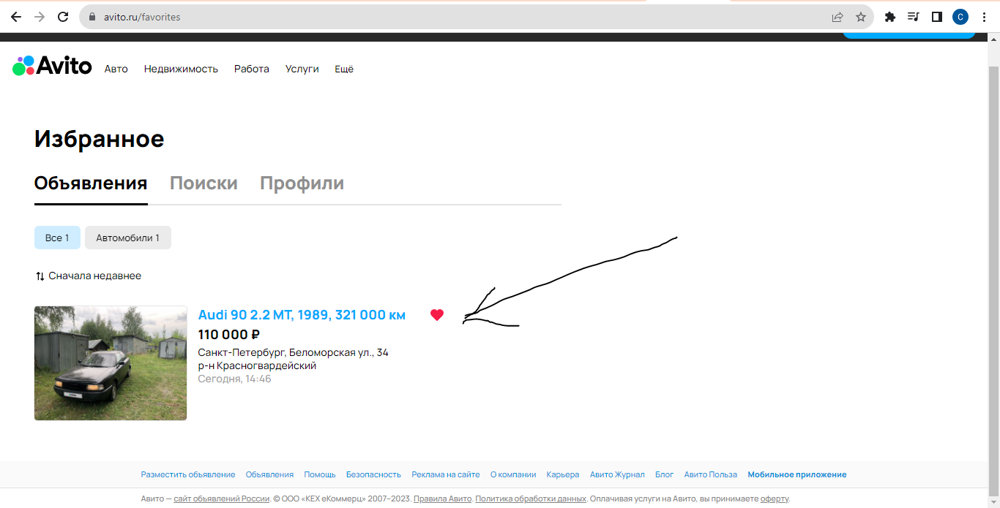 avito.ru/favorites
C
Avito
Авто Недвижимость Работа Услуги Ещё
Избранное
Объявления Поиски Профили
Все 1 Автомобили 1
Сначала недавнее
Audi 90 2.2 MT, 1989, 321 000 км
110 000 ₽
Санкт-Петербург, Беломорская ул., 34
р-н Красногвардейский
Сегодня, 14:46
Разместить объявление Объявления Помощь Безопасность Реклама на сайте О компании Карьера Авито Журнал Блог Авито Польза Мобильное приложение
Авито — сайт объявлений России. © ООО «КЕХ еКоммерц» 2007–2023. Правила Авито. Политика обработки данных. Оплачивая услуги на Авито, вы принимаете оферту.